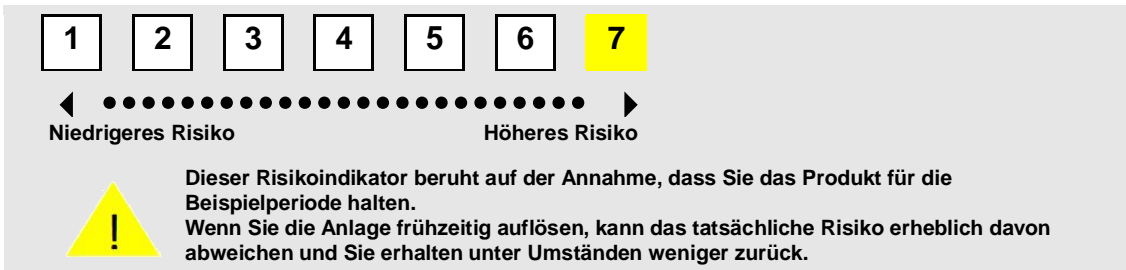 1 2 3 4 5 6 7
Niedrigeres Risiko Höheres Risiko
Dieser Risikoindikator beruht auf der Annahme, dass Sie das Produkt für die
Beispielperiode halten.
Wenn Sie die Anlage frühzeitig auflösen, kann das tatsächliche Risiko erheblich davon
abweichen und Sie erhalten unter Umständen weniger zurück.
!